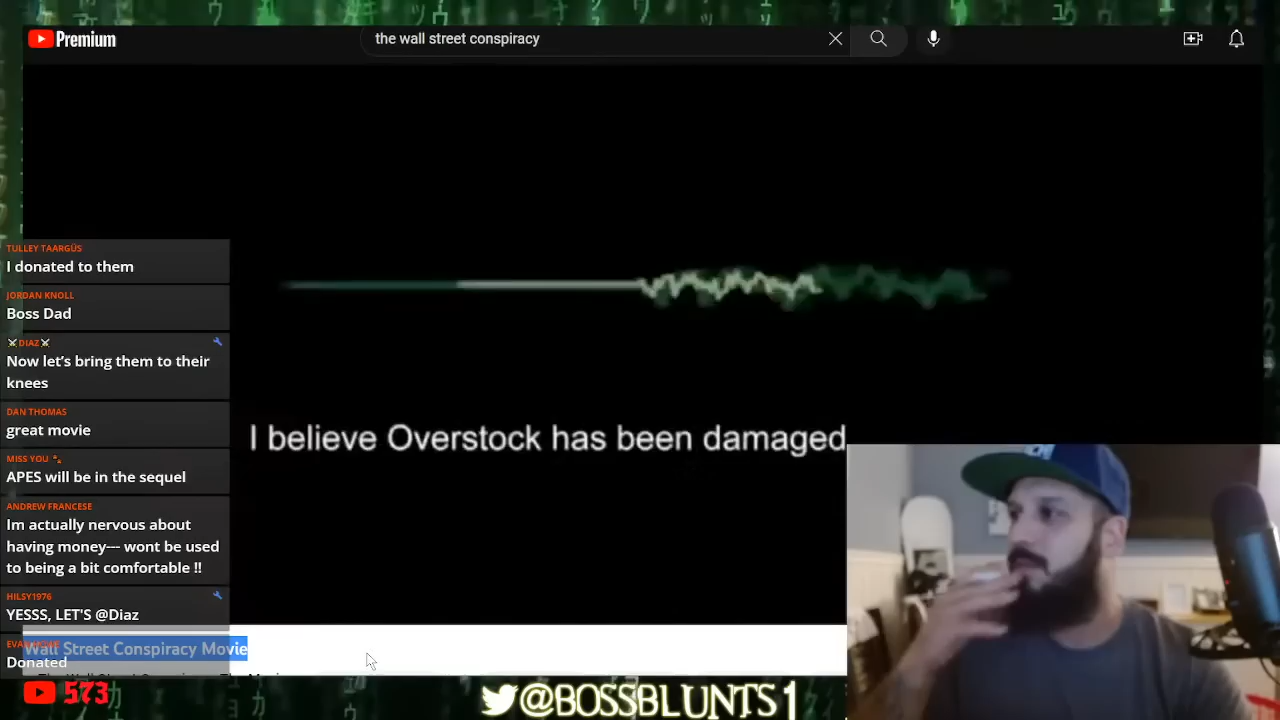 Premium
the wall street conspiracy
TULLEY TAARGÜS
I donated to them
JORDAN KNOLL
Boss Dad
⚔DIAZ⚔
Now let’s bring them to their
knees
DAN THOMAS
great movie
MISS YOU
APES will be in the sequel
ANDREW FRANCESE
Im actually nervous about
having money--- wont be used
to being a bit comfortable !!
HILSY1976
YESSS, LET'S @Diaz
Donated
I believe Overstock has been damaged
Wall Street Conspiracy Movie
573
@BOSSBLUNTS1